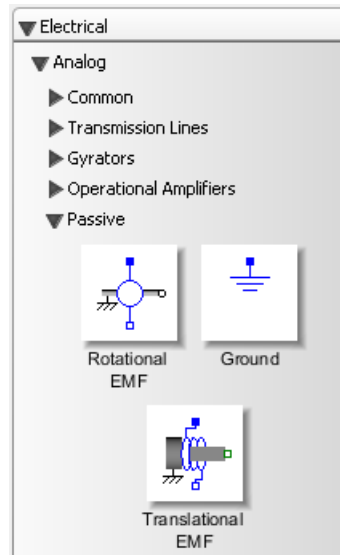 Electrical
Analog
Common
Transmission Lines
Gyrators
Operational Amplifiers
Passive
Rotational
EMF
Ground
Translational
EMF